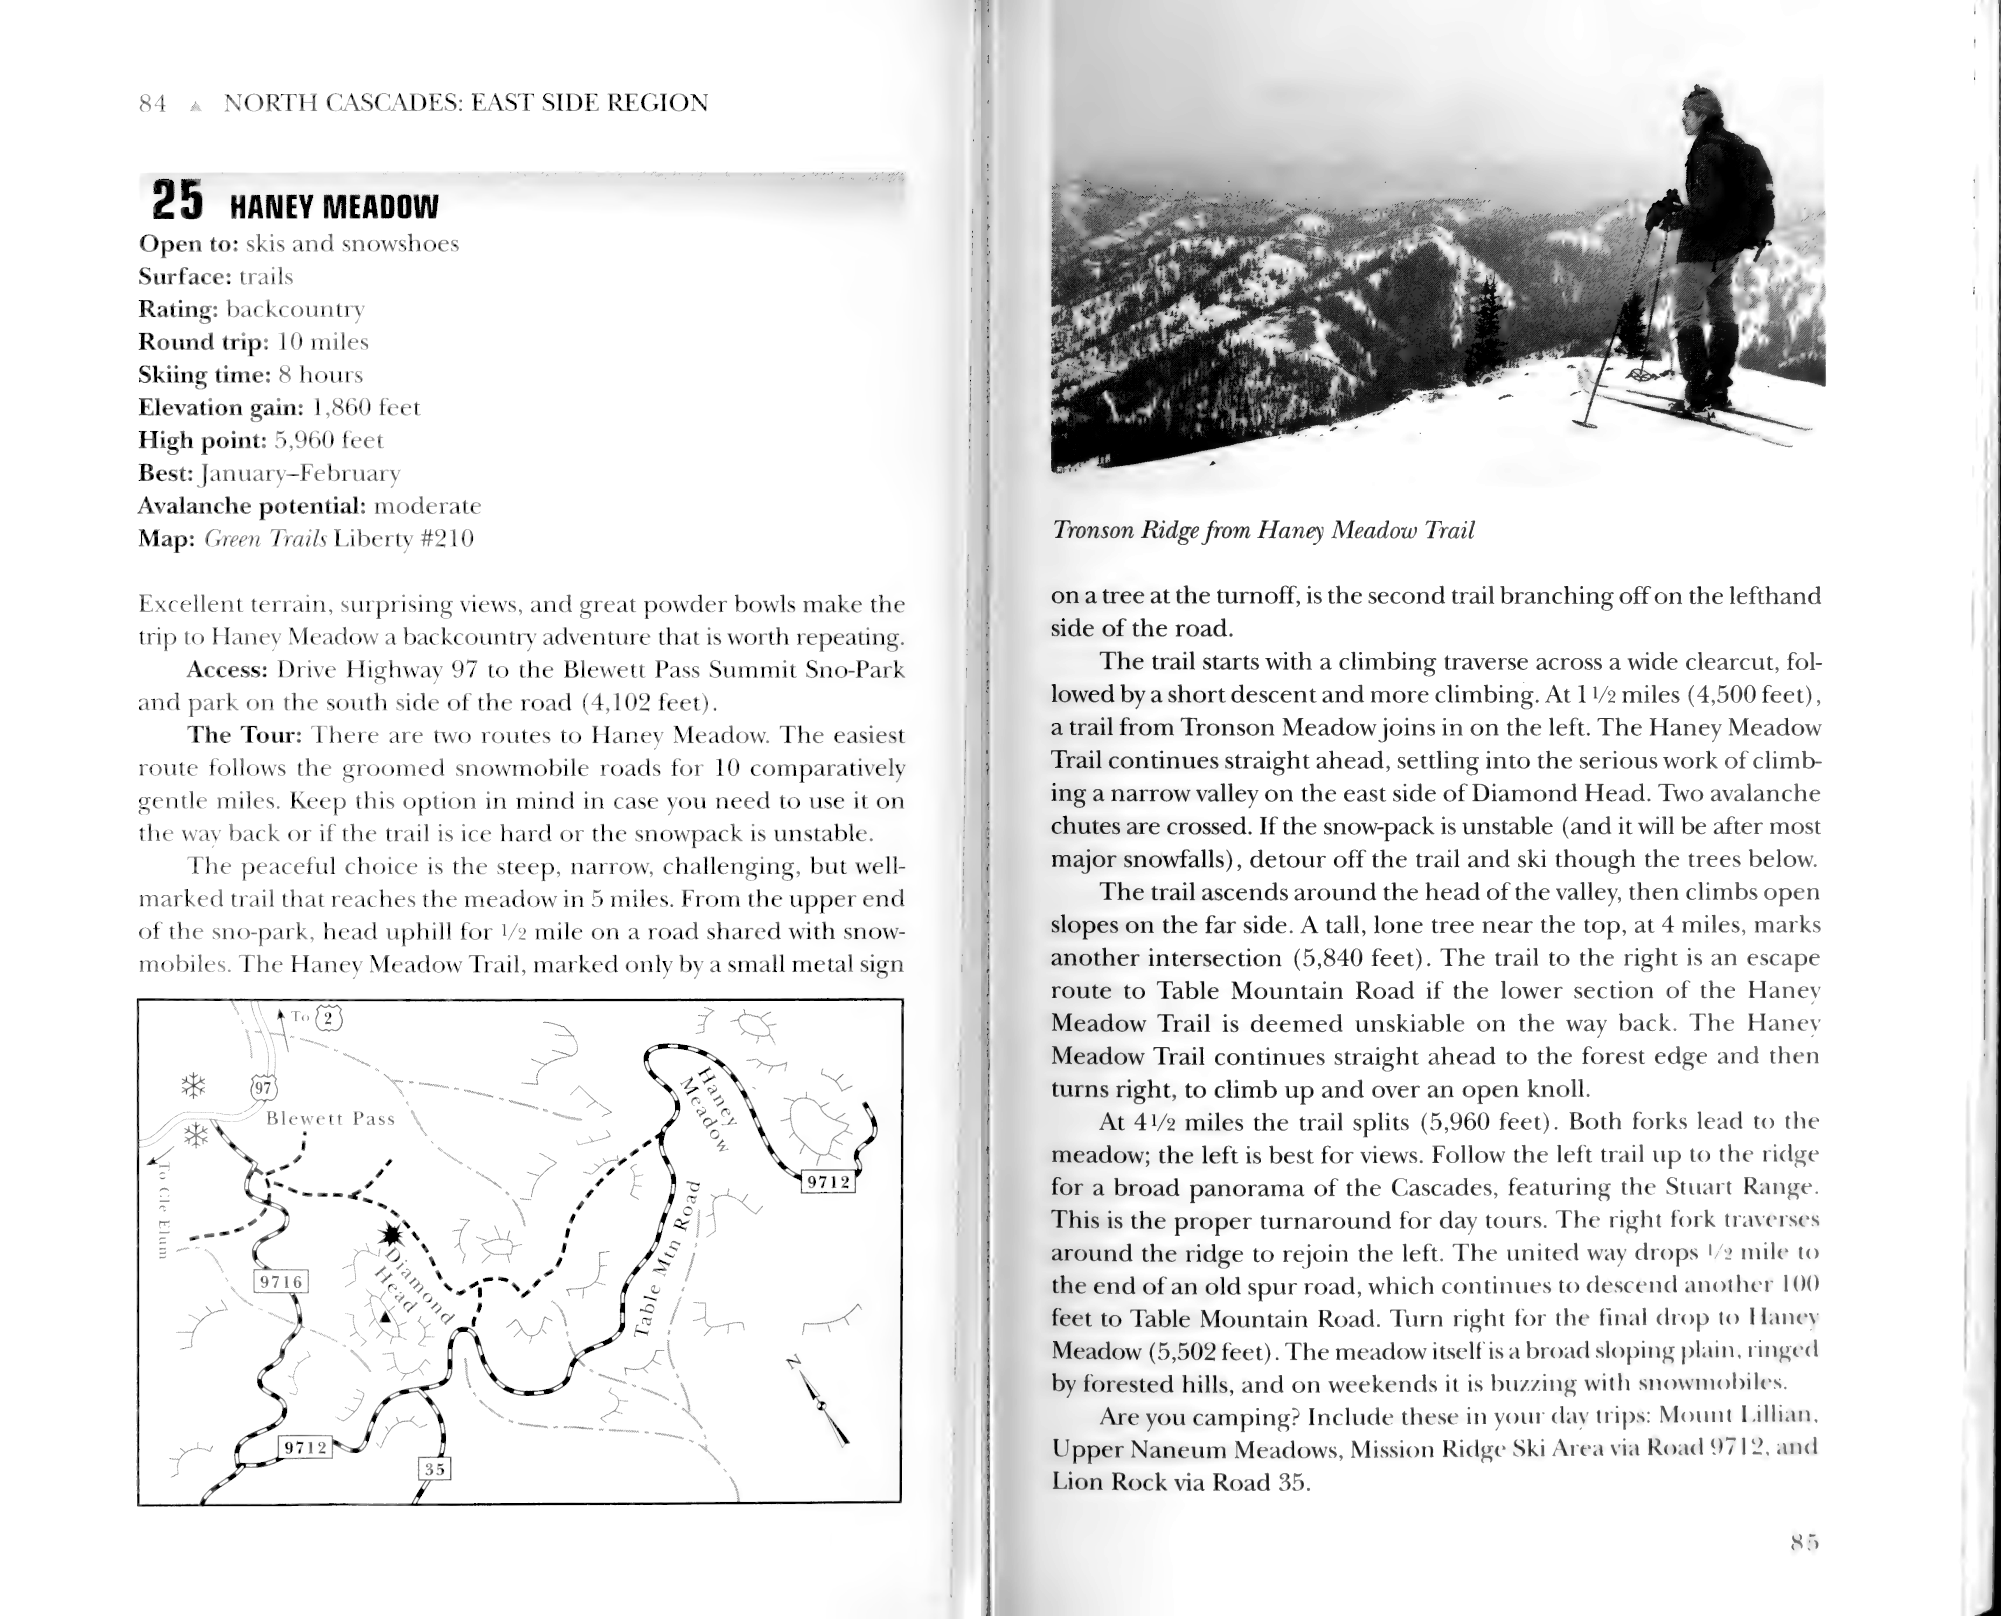 84 ▲ NORTH CASCADES: EAST SIDE REGION
25 HANEY MEADOW
Open to: skis and snowshoes
Surface: trails
Rating: backcountry
Round trip: 10 miles
Skiing time: 8 hours
Elevation gain: 1,860 feet
High point: 5,960 feet
Best: January–February
Avalanche potential: moderate
Map: Green Trails Liberty #210
Excellent terrain, surprising views, and great powder bowls make the
trip to Haney Meadow a backcountry adventure that is worth repeating.
Access: Drive Highway 97 to the Blewett Pass Summit Sno-Park
and park on the south side of the road (4,102 feet).
The Tour: There are two routes to Haney Meadow. The easiest
route follows the groomed snowmobile roads for 10 comparatively
gentle miles. Keep this option in mind in case you need to use it on
the way back or if the trail is ice hard or the snowpack is unstable.
The peaceful choice is the steep, narrow, challenging, but well-
marked trail that reaches the meadow in 5 miles. From the upper end
of the sno-park, head uphill for 1/2 mile on a road shared with snow-
mobiles. The Haney Meadow Trail, marked only by a small metal sign
To 2
97
Blewett Pass
To Cle Elum
Haney
Meadow
9712
Table Mtn Road
Diamond
Head
9716
N
9712
35
Tronson Ridge from Haney Meadow Trail
on a tree at the turnoff, is the second trail branching off on the lefthand
side of the road.
The trail starts with a climbing traverse across a wide clearcut, fol-
lowed by a short descent and more climbing. At 1 1/2 miles (4,500 feet),
a trail from Tronson Meadow joins in on the left. The Haney Meadow
Trail continues straight ahead, settling into the serious work of climb-
ing a narrow valley on the east side of Diamond Head. Two avalanche
chutes are crossed. If the snow-pack is unstable (and it will be after most
major snowfalls), detour off the trail and ski though the trees below.
The trail ascends around the head of the valley, then climbs open
slopes on the far side. A tall, lone tree near the top, at 4 miles, marks
another intersection (5,840 feet). The trail to the right is an escape
route to Table Mountain Road if the lower section of the Haney
Meadow Trail is deemed unskiable on the way back. The Haney
Meadow Trail continues straight ahead to the forest edge and then
turns right, to climb up and over an open knoll.
At 4 1/2 miles the trail splits (5,960 feet). Both forks lead to the
meadow; the left is best for views. Follow the left trail up to the ridge
for a broad panorama of the Cascades, featuring the Stuart Range.
This is the proper turnaround for day tours. The right fork traverses
around the ridge to rejoin the left. The united way drops 1/2 mile to
the end of an old spur road, which continues to descend another 100
feet to Table Mountain Road. Turn right for the final drop to Haney
Meadow (5,502 feet). The meadow itself is a broad sloping plain, ringed
by forested hills, and on weekends it is buzzing with snowmobiles.
Are you camping? Include these in your day trips: Mount Lillian,
Upper Naneum Meadows, Mission Ridge Ski Area via Road 9712, and
Lion Rock via Road 35.
85